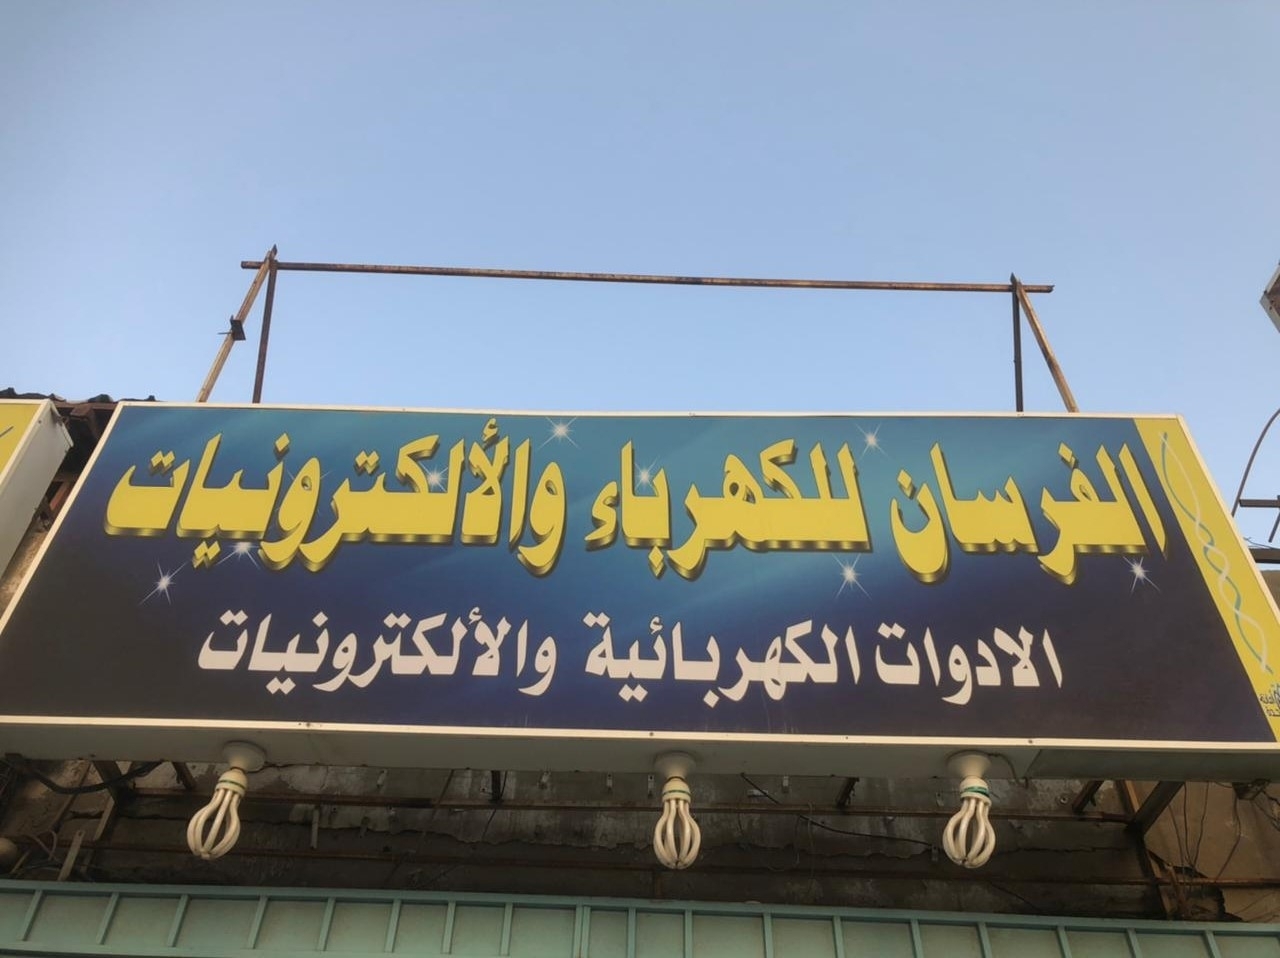 الفرسان للكهرباء والألكترونيات
الادوات الكهربائية والألكترونيات